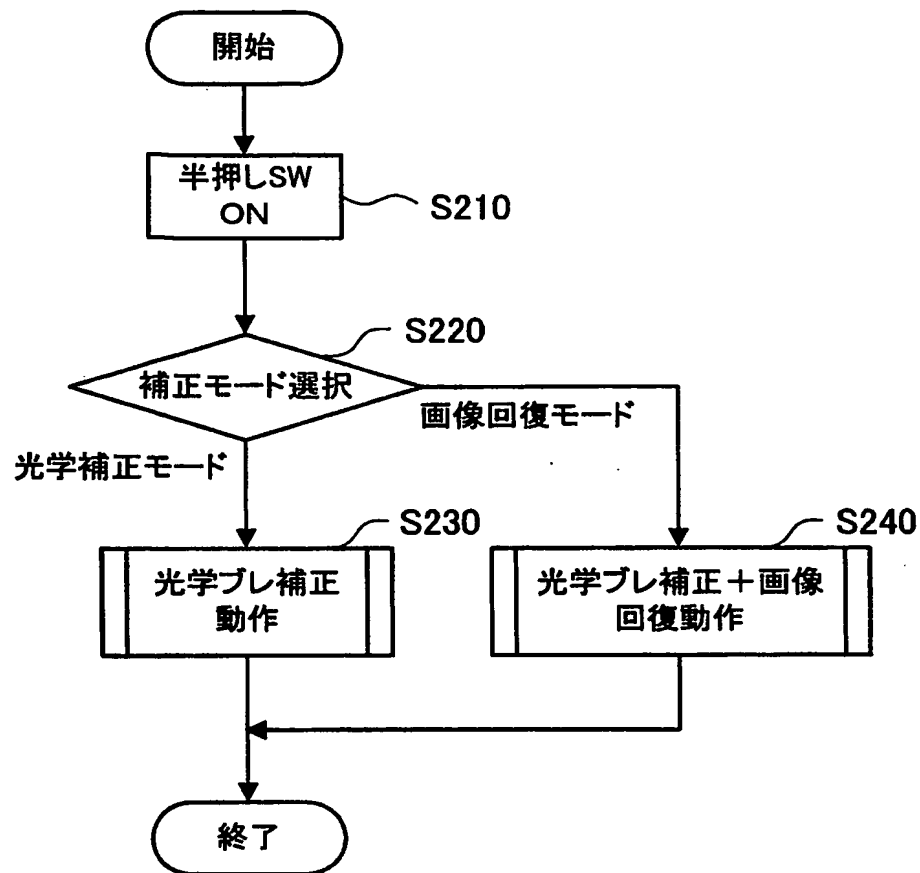 開始
半押しSW
ON
S210
S220
補正モード選択
画像回復モード
光学補正モード
S230
光学ブレ補正
動作
S240
光学ブレ補正+画像
回復動作
終了